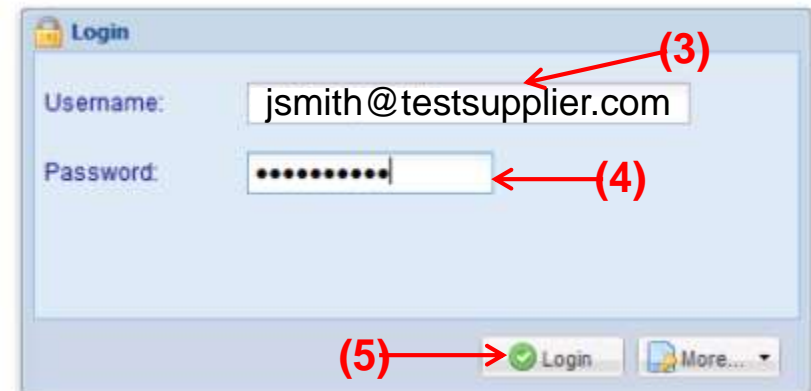 Login
(3)
Username: jsmith@testsupplier.com
Password: ●●●●●●●●●●
(4)
(5)
Login More...